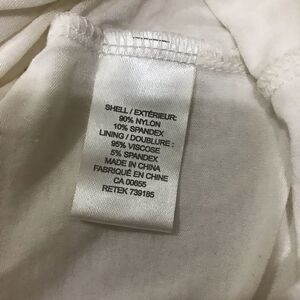 SHELL / EXTÉRIEUR:
90% NYLON
10% SPANDEX
LINING / DOUBLURE :
95% VISCOSE
5% SPANDEX
MADE IN CHINA
FABRIQUÉ EN CHINE
CA 00855
RETEK 739185